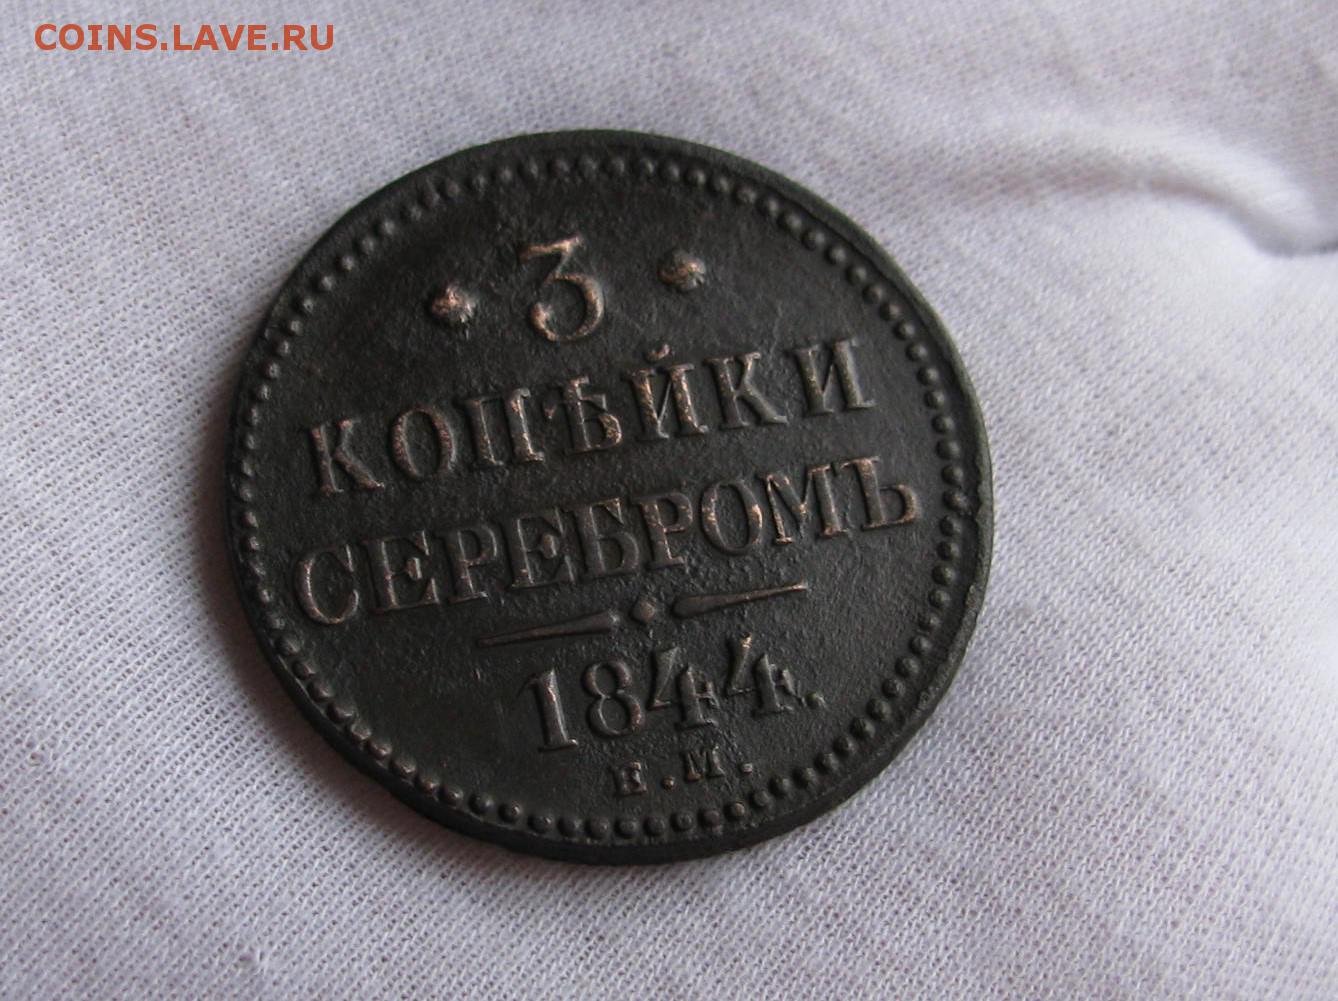 COINS.LAVE.RU
· 3 ·
КОПѢЙКИ
СЕРЕБРОМЪ
1844.
Е.М.